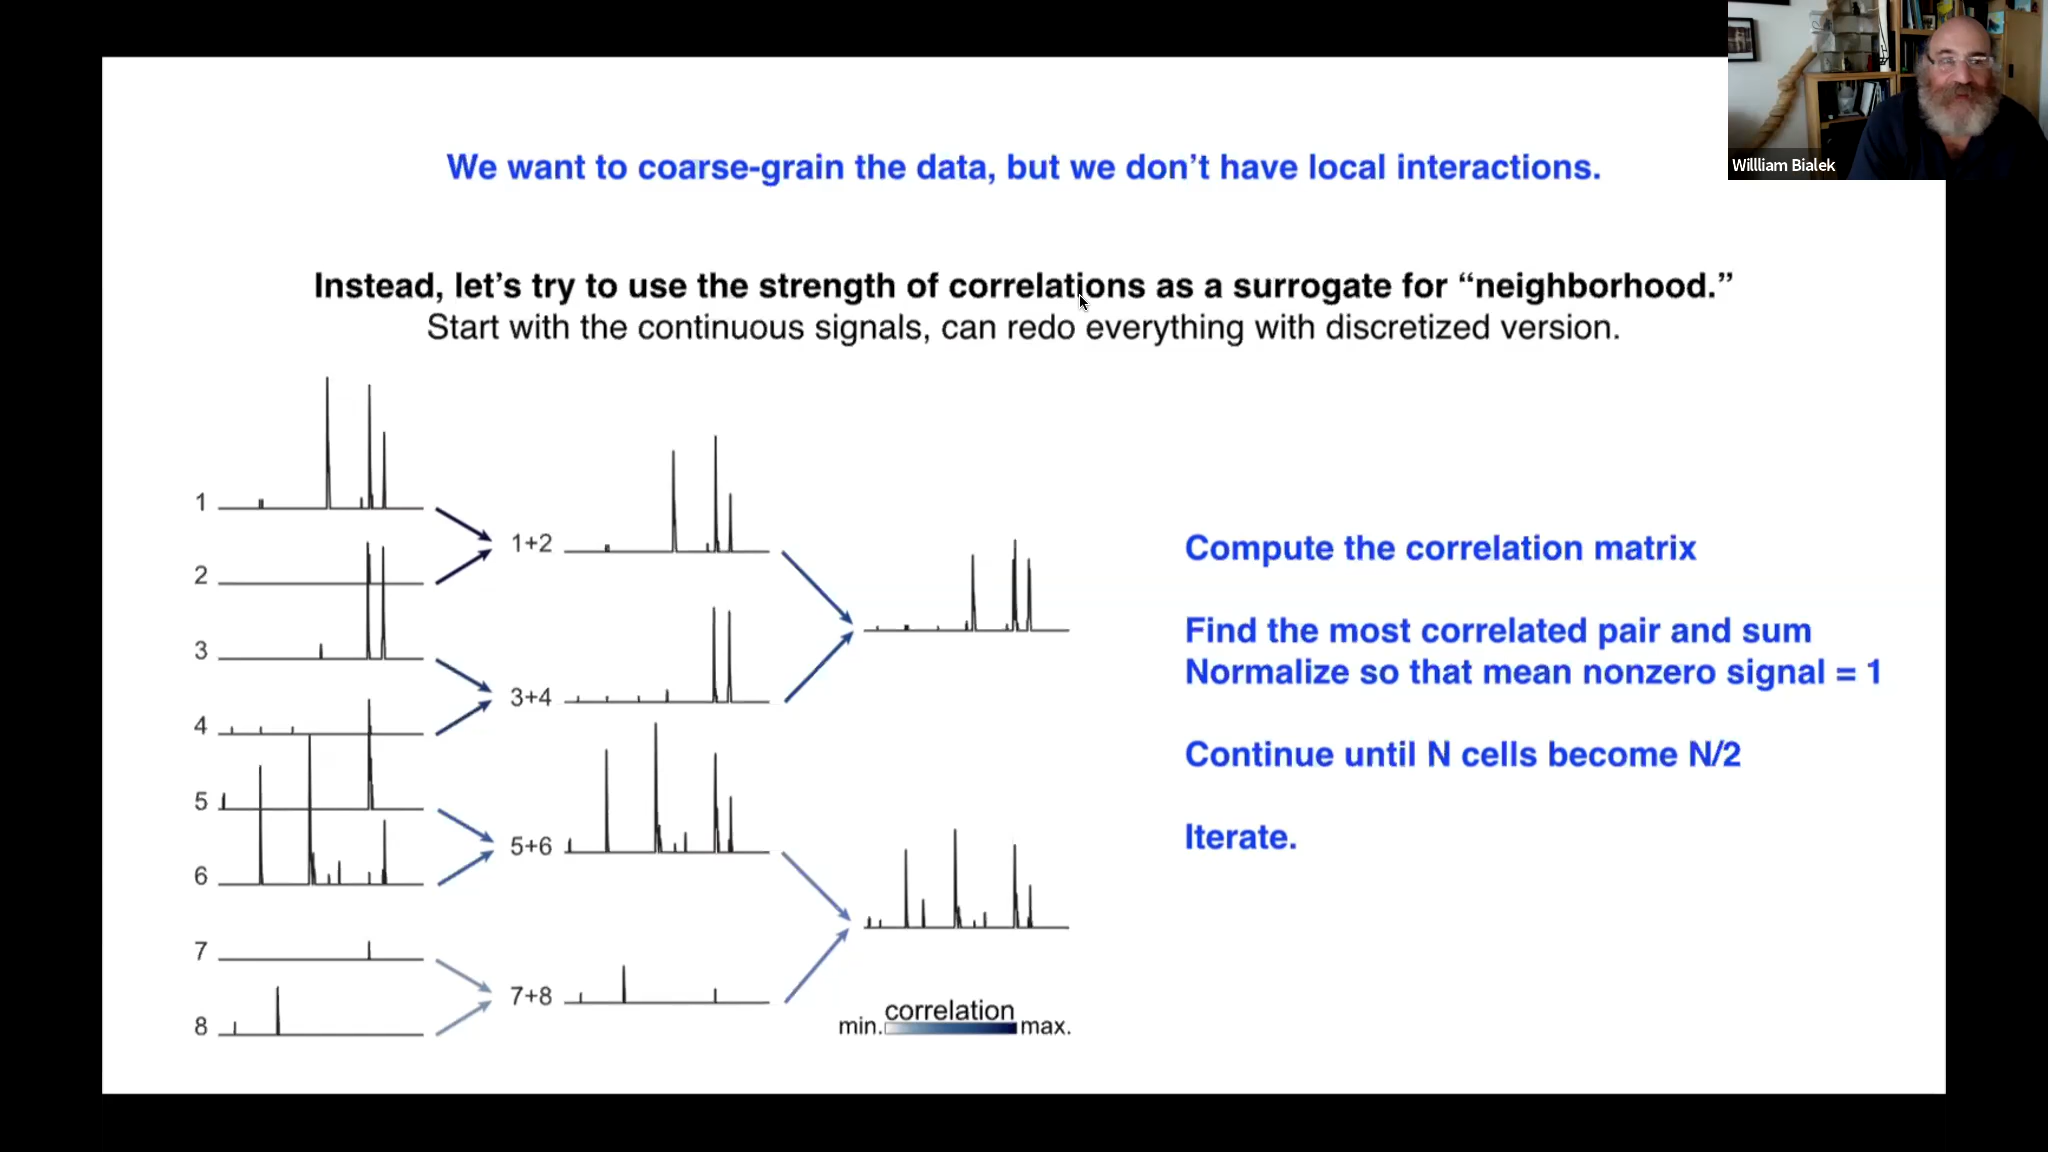 Willliam Bialek
We want to coarse-grain the data, but we don’t have local interactions.
Instead, let’s try to use the strength of correlations as a surrogate for “neighborhood.”
Start with the continuous signals, can redo everything with discretized version.
1
2
3
4
5
6
7
8
1+2
3+4
5+6
7+8
correlation
min. max.
Compute the correlation matrix
Find the most correlated pair and sum
Normalize so that mean nonzero signal = 1
Continue until N cells become N/2
Iterate.